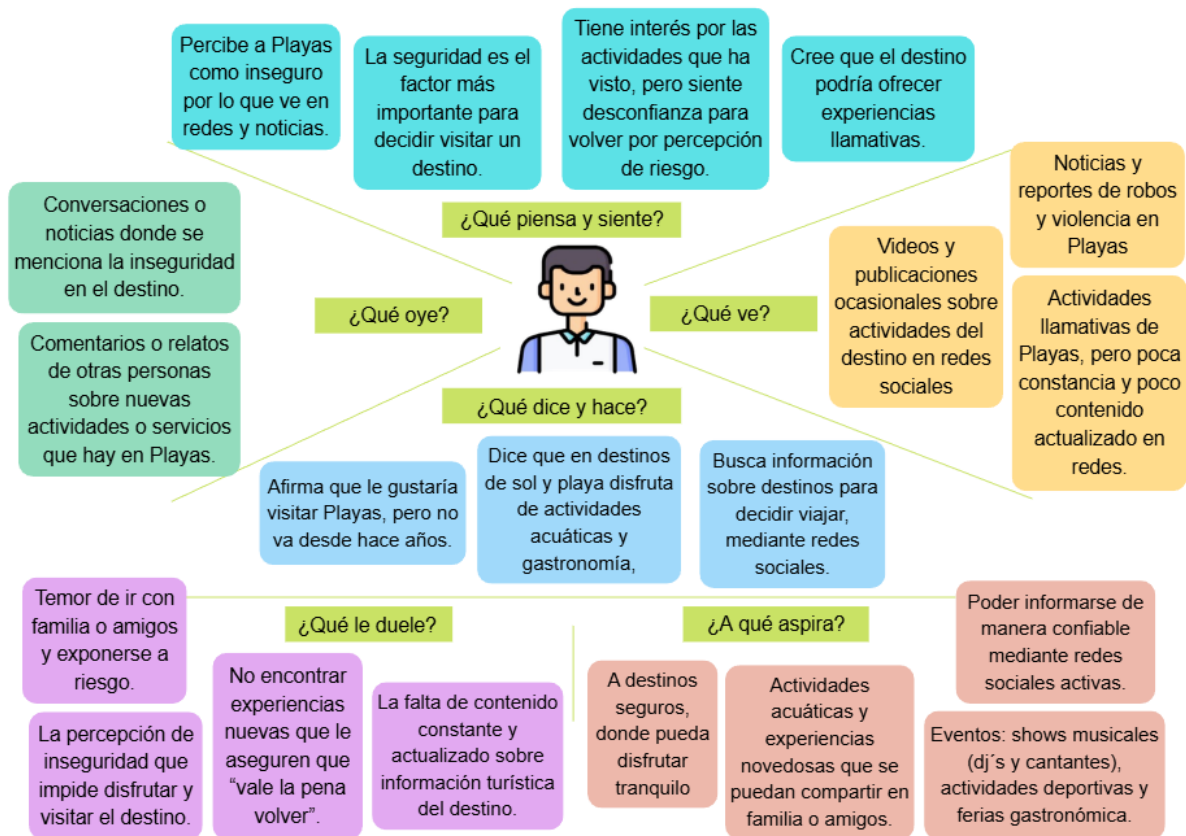 Percibe a Playas
como inseguro
por lo que ve en
redes y noticias.
La seguridad es el
factor más
importante para
decidir visitar un
destino.
Tiene interés por las
actividades que ha
visto, pero siente
desconfianza para
volver por percepción
de riesgo.
Cree que el destino
podría ofrecer
experiencias
llamativas.
¿Qué piensa y siente?
Conversaciones o
noticias donde se
menciona la inseguridad
en el destino.
Comentarios o relatos
de otras personas
sobre nuevas
actividades o servicios
que hay en Playas.
¿Qué oye?
¿Qué ve?
Videos y
publicaciones
ocasionales sobre
actividades del
destino en redes
sociales
Noticias y
reportes de robos
y violencia en
Playas
Actividades
llamativas de
Playas, pero poca
constancia y poco
contenido
actualizado en
redes.
¿Qué dice y hace?
Afirma que le gustaría
visitar Playas, pero no
va desde hace años.
Dice que en destinos
de sol y playa disfruta
de actividades
acuáticas y
gastronomía,
Busca información
sobre destinos para
decidir viajar,
mediante redes
sociales.
¿Qué le duele?
Temor de ir con
familia o amigos
y exponerse a
riesgo.
La percepción de
inseguridad que
impide disfrutar y
visitar el destino.
No encontrar
experiencias
nuevas que le
aseguren que
“vale la pena
volver”.
La falta de contenido
constante y
actualizado sobre
información turística
del destino.
¿A qué aspira?
A destinos
seguros,
donde pueda
disfrutar
tranquilo
Actividades
acuáticas y
experiencias
novedosas que se
puedan compartir en
familia o amigos.
Poder informarse de
manera confiable
mediante redes
sociales activas.
Eventos: shows musicales
(dj´s y cantantes),
actividades deportivas y
ferias gastronómica.